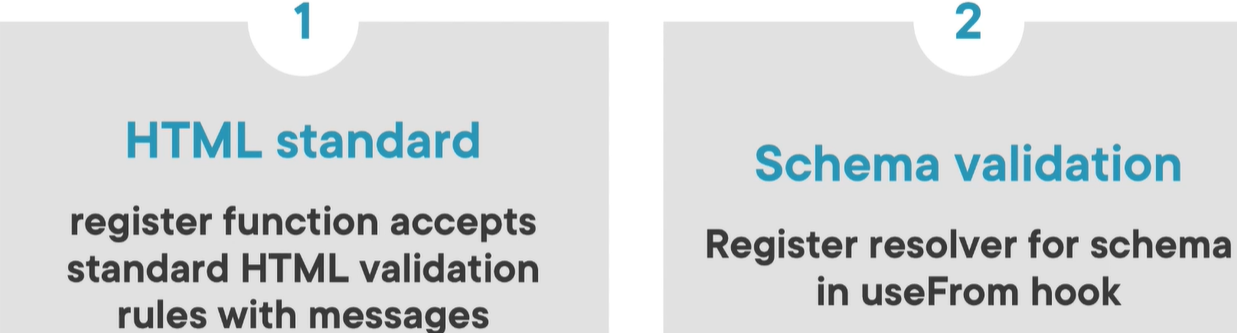 1
HTML standard
register function accepts
standard HTML validation
rules with messages
2
Schema validation
Register resolver for schema
in useFrom hook